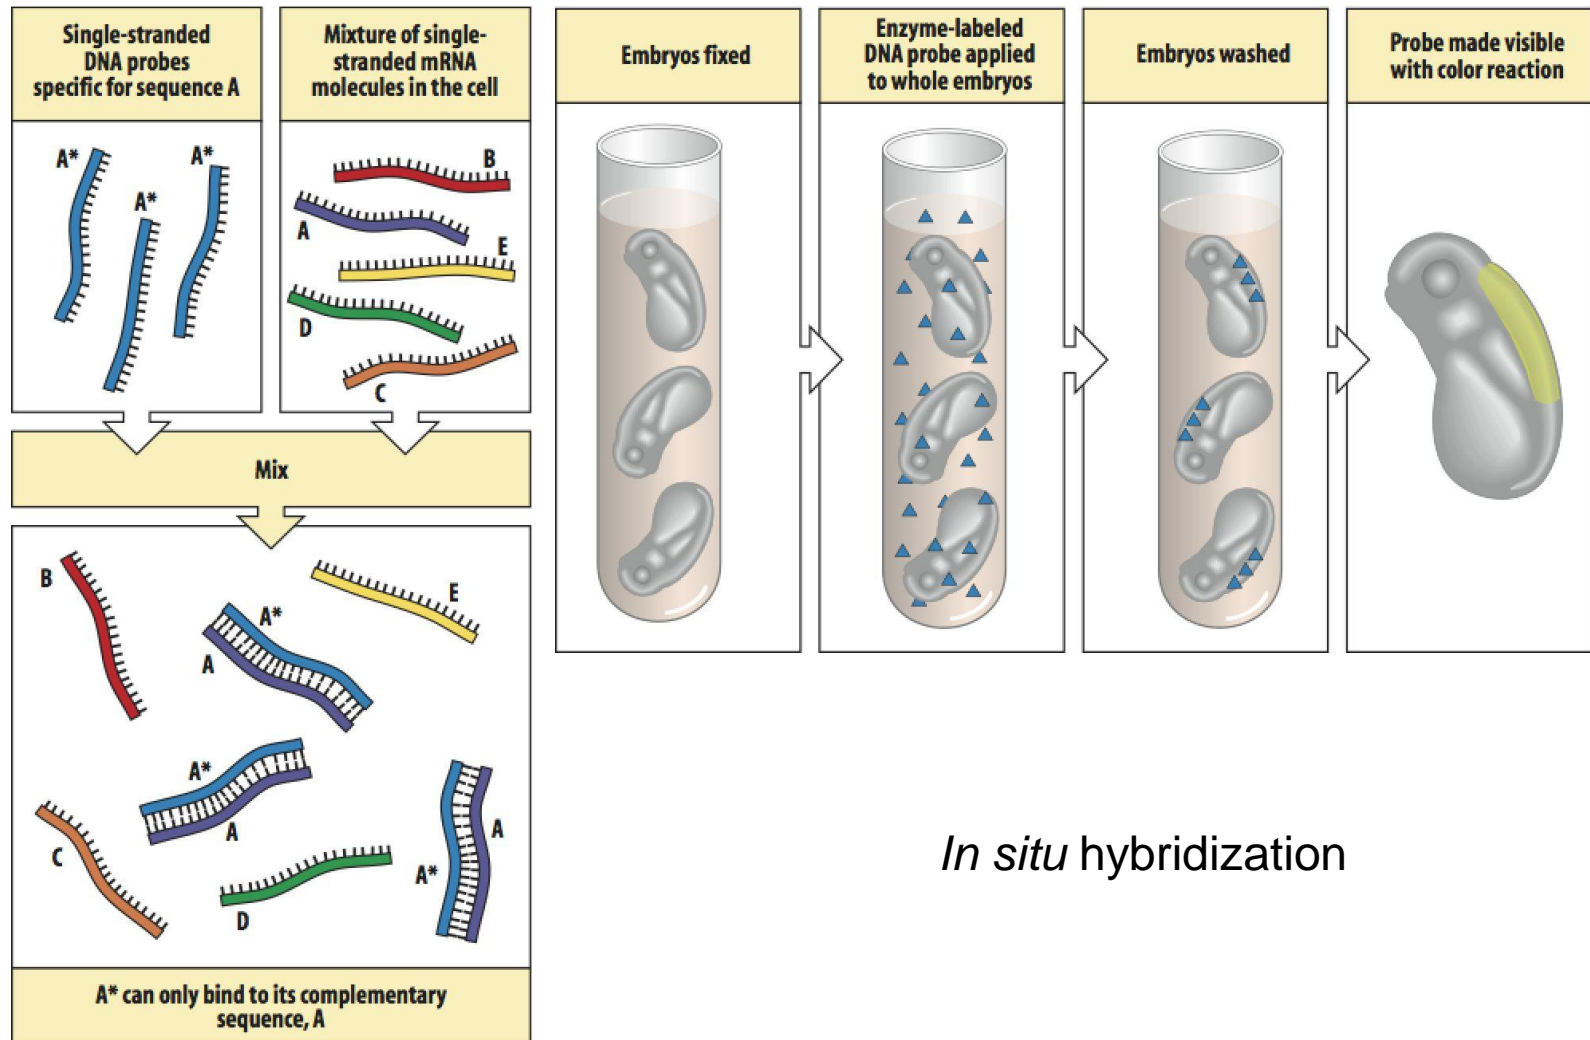 Single-stranded
DNA probes
specific for sequence A
Mixture of single-
stranded mRNA
molecules in the cell
A*
A*
A*
B
A
E
D
C
Mix
B
E
A*
A
A*
A
C
D
A*
A
A* can only bind to its complementary
sequence, A
Embryos fixed
Enzyme-labeled
DNA probe applied
to whole embryos
Embryos washed
Probe made visible
with color reaction
In situ hybridization